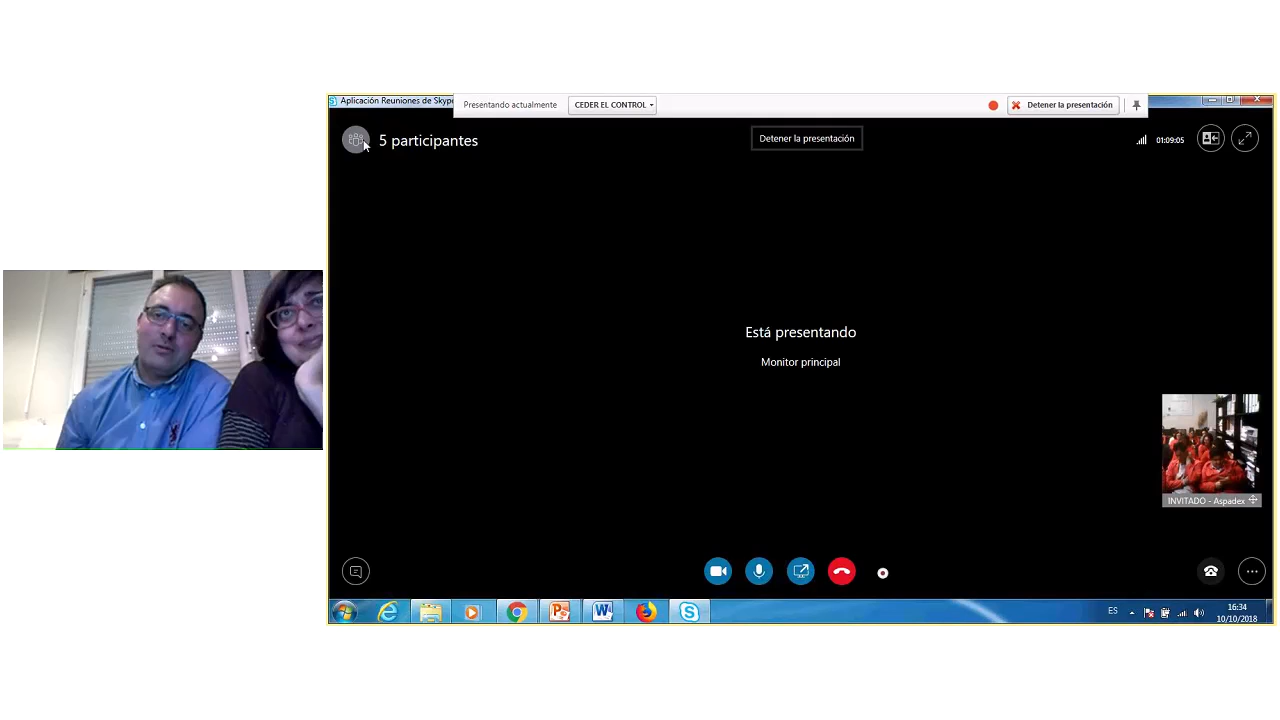 Aplicación Reuniones de Skype
Presentando actualmente
CEDER EL CONTROL
Detener la presentación
5 participantes
Detener la presentación
01:09:05
Está presentando
Monitor principal
INVITADO - Aspadex
ES
16:34
10/10/2018